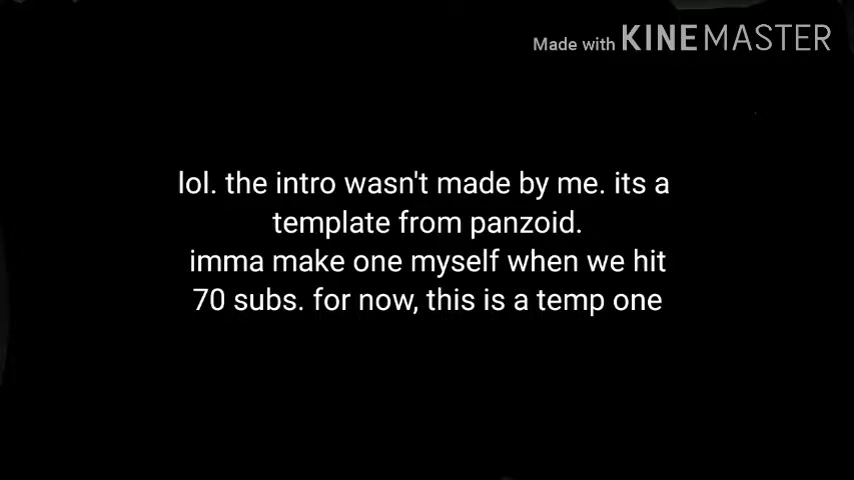 Made with KINEMASTER
lol. the intro wasn't made by me. its a
template from panzoid.
imma make one myself when we hit
70 subs. for now, this is a temp one